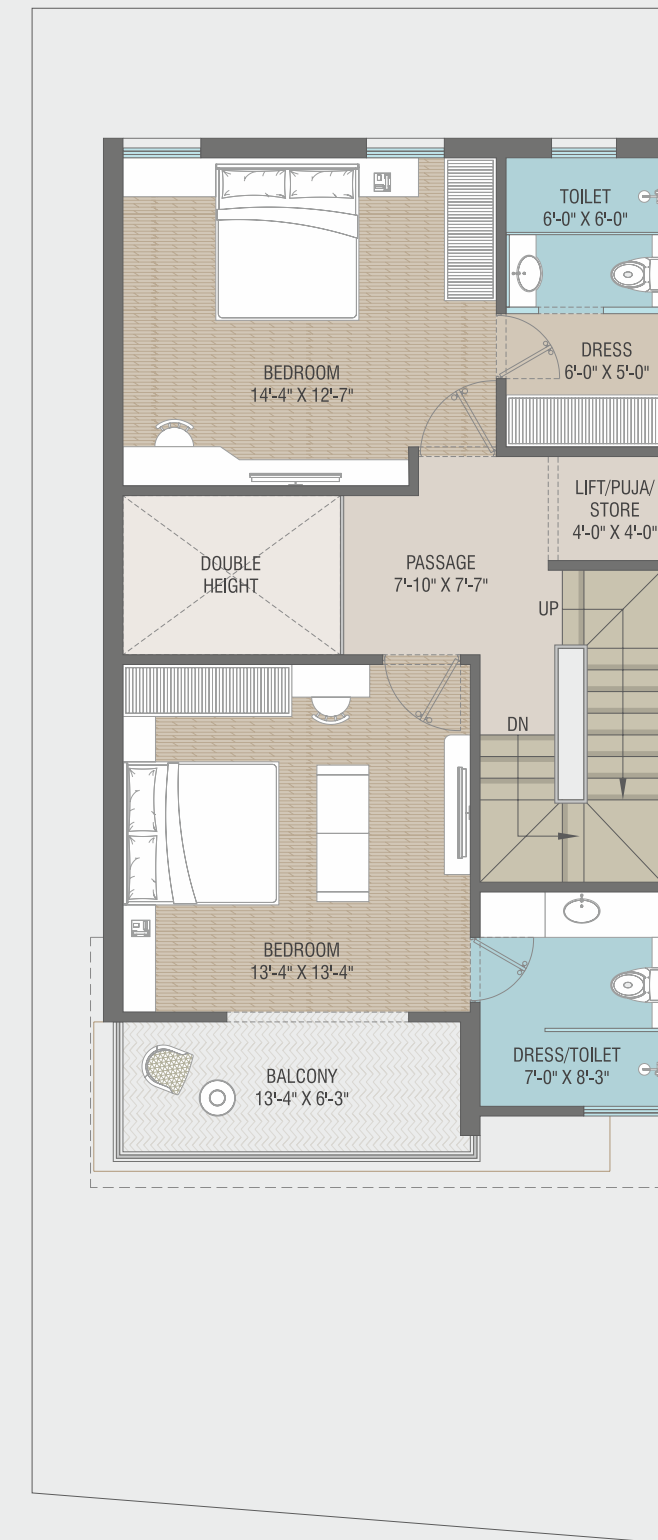 TOILET
6'-0" X 6'-0"
DRESS
6'-0" X 5'-0"
BEDROOM
14'-4" X 12'-7"
LIFT/PUJA/
STORE
4'-0" X 4'-0"
DOUBLE
HEIGHT
PASSAGE
7'-10" X 7'-7"
UP
DN
BEDROOM
13'-4" X 13'-4"
DRESS/TOILET
7'-0" X 8'-3"
BALCONY
13'-4" X 6'-3"